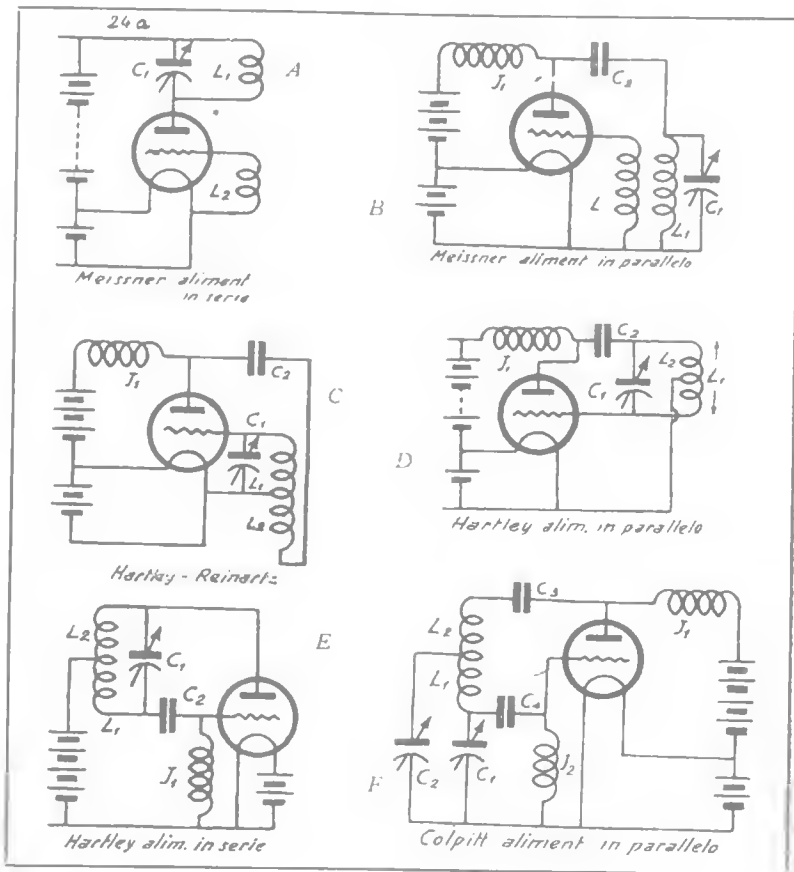 24a
C1
L1
A
L2
Meissner aliment
in serie
J1
C2
B
L
L1
C1
Meissner aliment in parallelo
J1
C2
C
C1
L1
L2
Hartley - Reinartz
J1
C2
L2
C1
L1
D
Hartley alim. in parallelo
L2
C1
E
C2
L1
J1
Hartley alim. in serie
C3
L2
J1
L1
C4
C2
C1
J2
F
Colpitt aliment in parallelo